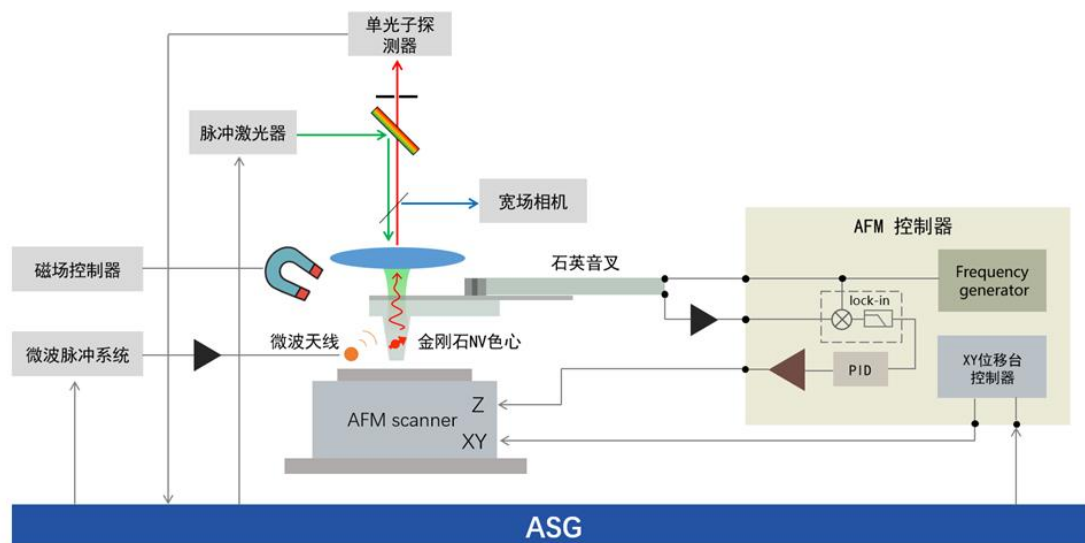 单光子探
测器
脉冲激光器
宽场相机
AFM 控制器
磁场控制器
石英音叉
Frequency
generator
lock-in
微波脉冲系统
微波天线
金刚石NV色心
PID
XY位移台
控制器
AFM scanner
Z
XY
ASG